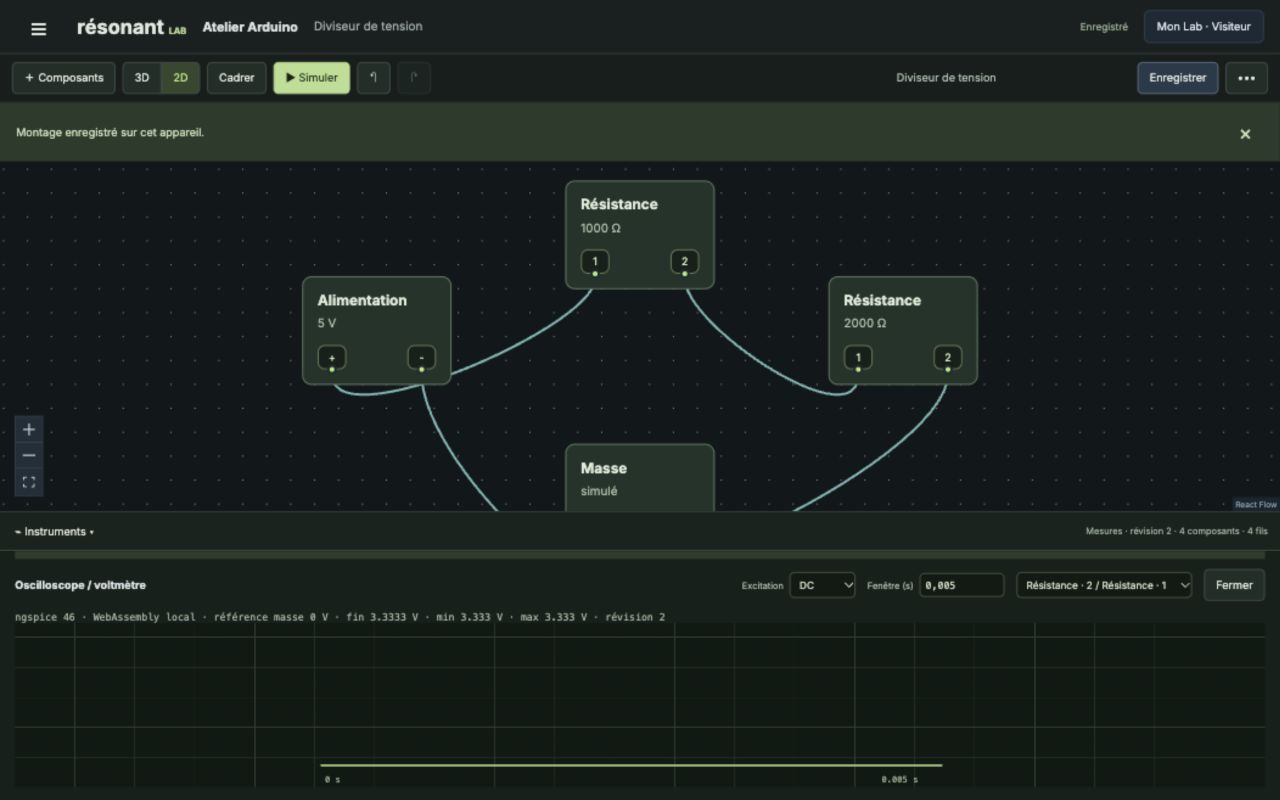 résonant LAB Atelier Arduino Diviseur de tension Enregistré Mon Lab · Visiteur
+ Composants 3D 2D Cadrer ▶ Simuler Diviseur de tension Enregistrer •••
Montage enregistré sur cet appareil. ×
Résistance
1000 Ω
1 2
Alimentation
5 V
+ -
Résistance
2000 Ω
1 2
Masse
simulé
React Flow
Instruments ▾ Mesures · révision 2 · 4 composants · 4 fils
Oscilloscope / voltmètre Excitation DC Fenêtre (s) 0,005 Résistance · 2 / Résistance · 1 Fermer
ngspice 46 · WebAssembly local · référence masse 0 V · fin 3.3333 V · min 3.333 V · max 3.333 V · révision 2
0 s 0.005 s